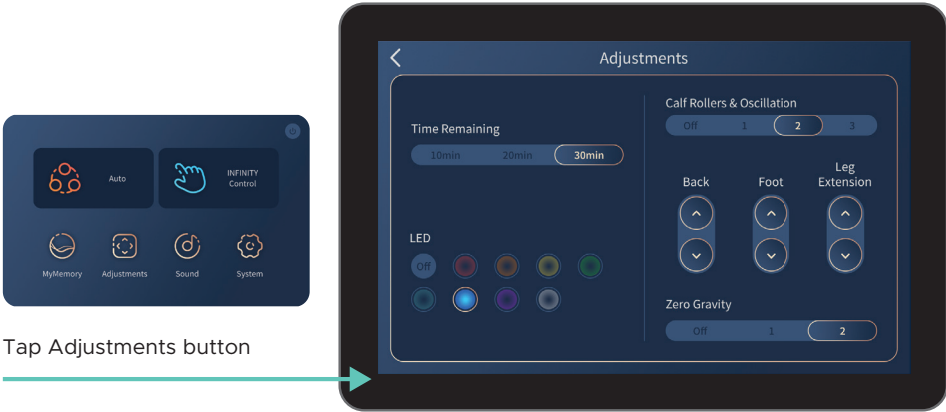 Auto
INFINITY
Control
MyMemory
Adjustments
Sound
System
Tap Adjustments button
Adjustments
Time Remaining
10min 20min 30min
LED
Off
Calf Rollers & Oscillation
Off 1 2 3
Back
Foot
Leg
Extension
Zero Gravity
Off 1 2